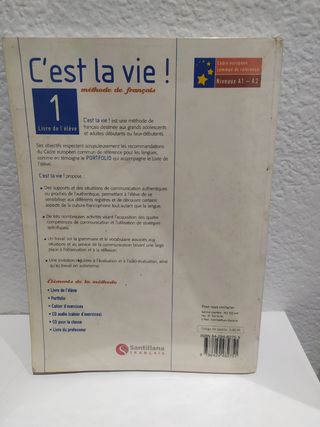 C'est la vie !
méthode de français
1
Livre de l'élève
Cadre européen
commun de référence
Niveaux A1 - A2
C'est la vie ! est une méthode de
français destinée aux grands adolescents
et adultes débutants ou faux-débutants.
Ses objectifs respectent scrupuleusement les recommandations
du Cadre européen commun de référence pour les langues,
comme en témoigne le PORTFOLIO qui accompagne le Livre de
l'élève.
C'est la vie ! propose :
Des supports et des situations de communication authentiques
ou proches de l'authentique, permettant à l'élève de se
sensibiliser aux différents registres et de découvrir certains
aspects de la culture francophone tout autant que la langue.
De très nombreuses activités visant l'acquisition des quatre
compétences de communication et l'utilisation de stratégies
spécifiques.
Un travail sur la grammaire et le vocabulaire associés aux
situations et au service de la communication faisant une large
place à l'observation et à la réflexion.
Une invitation régulière à l'évaluation et à l'auto-évaluation, ainsi
qu'au travail en autonomie.
Éléments de la méthode
Livre de l'élève
Portfolio
Cahier d'exercices
CD audio (cahier d'exercices)
CD pour la classe
Livre du professeur
Pour nous contacter:
Santillana
FRANÇAIS